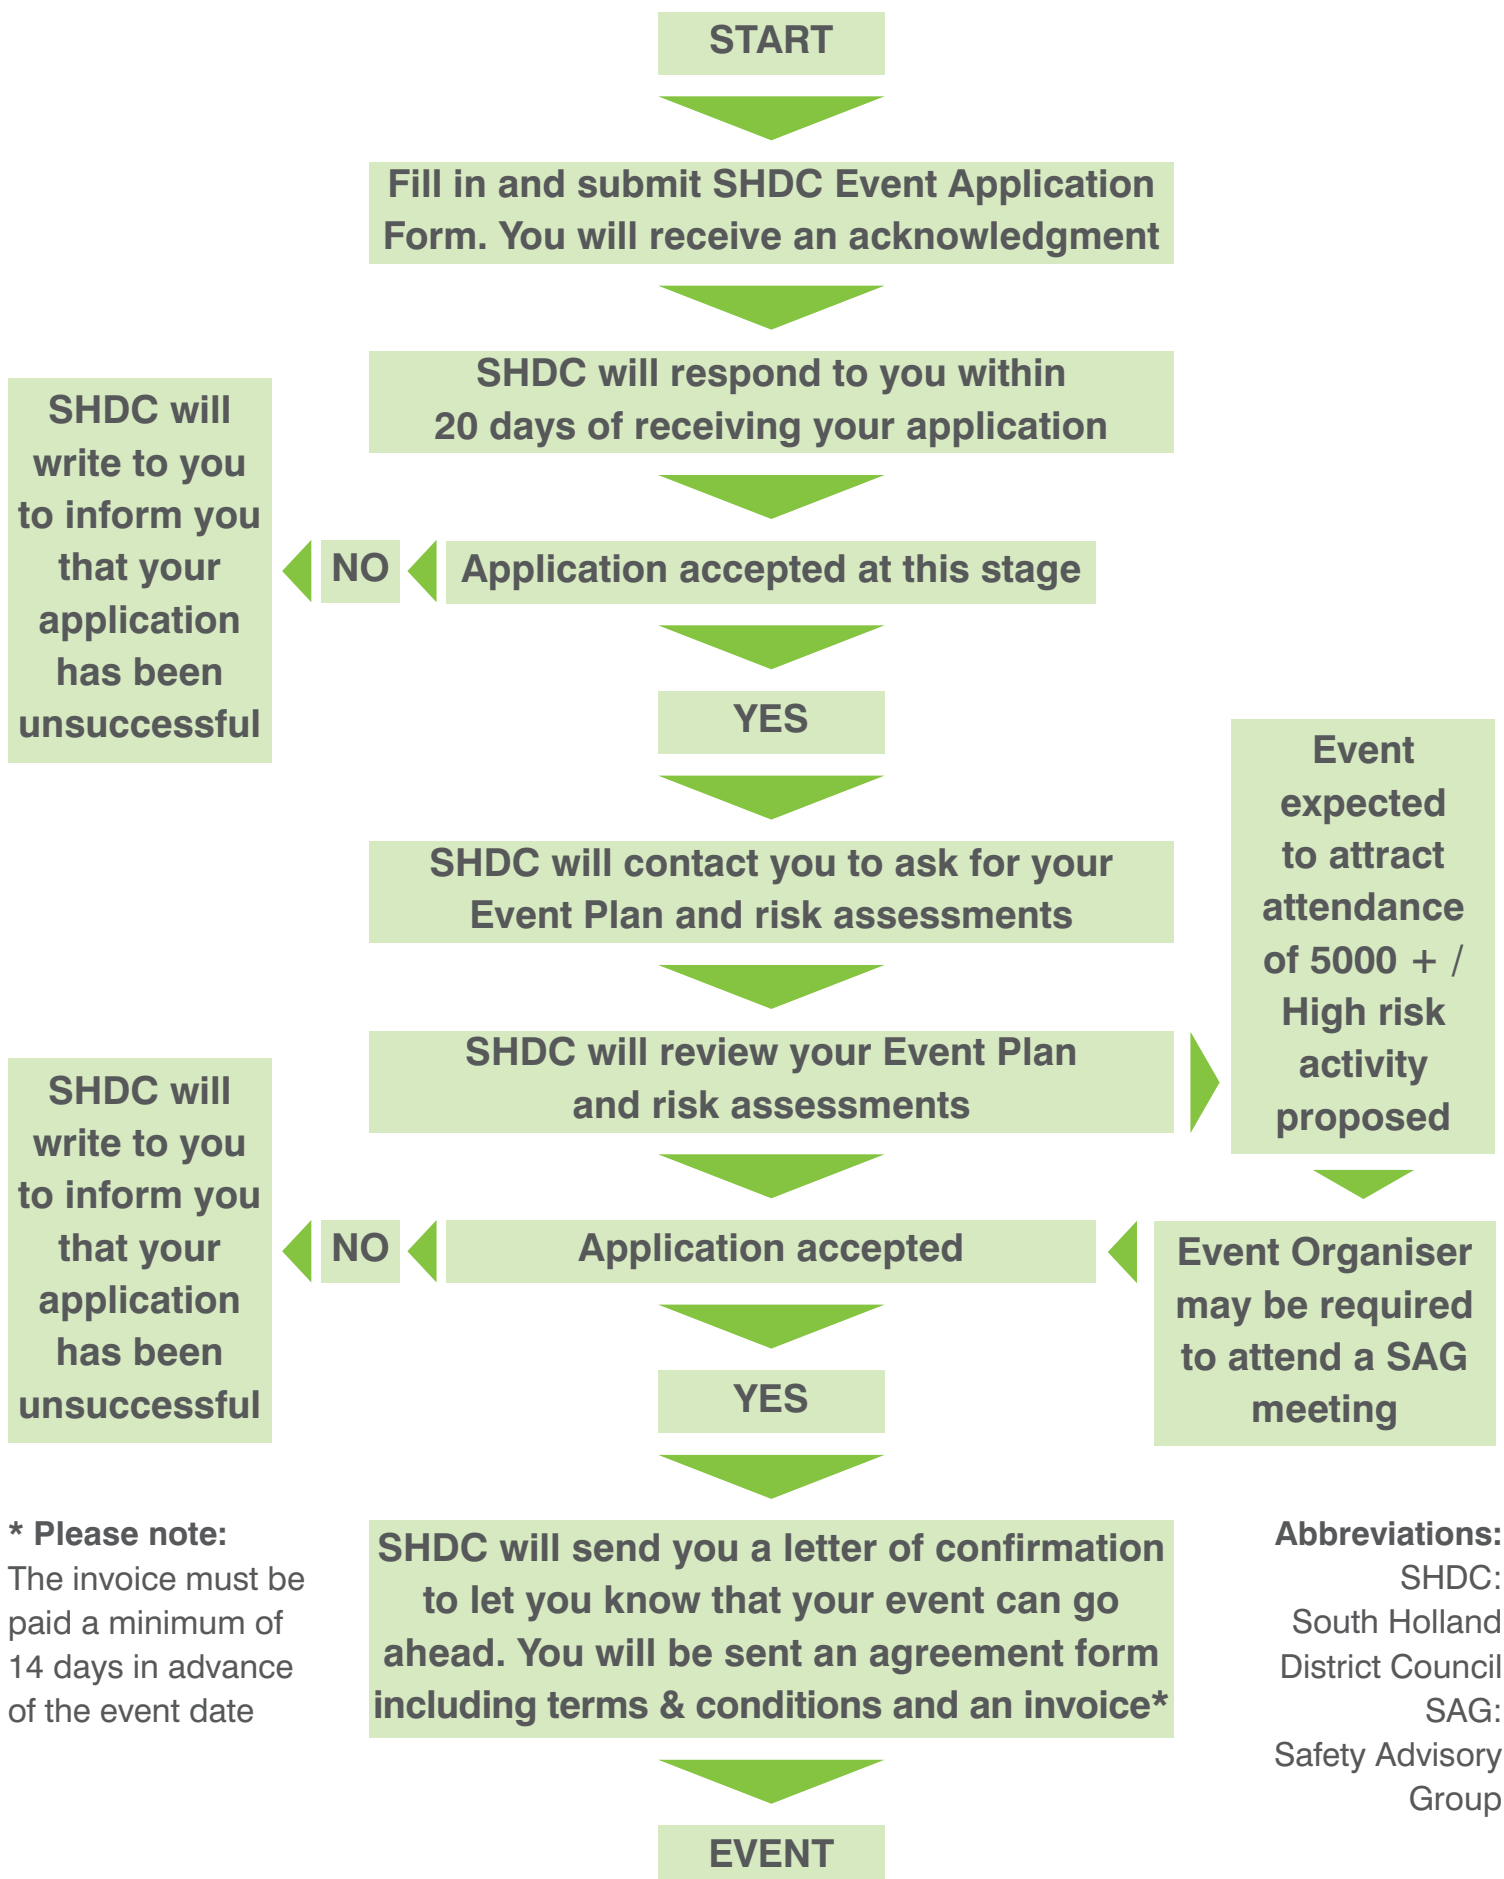 START
Fill in and submit SHDC Event Application
Form. You will receive an acknowledgment
SHDC will respond to you within
20 days of receiving your application
Application accepted at this stage
NO
SHDC will
write to you
to inform you
that your
application
has been
unsuccessful
YES
SHDC will contact you to ask for your
Event Plan and risk assessments
SHDC will review your Event Plan
and risk assessments
Event
expected
to attract
attendance
of 5000 + /
High risk
activity
proposed
Event Organiser
may be required
to attend a SAG
meeting
Application accepted
NO
SHDC will
write to you
to inform you
that your
application
has been
unsuccessful
YES
SHDC will send you a letter of confirmation
to let you know that your event can go
ahead. You will be sent an agreement form
including terms & conditions and an invoice*
EVENT
* Please note:
The invoice must be
paid a minimum of
14 days in advance
of the event date
Abbreviations:
SHDC:
South Holland
District Council
SAG:
Safety Advisory
Group